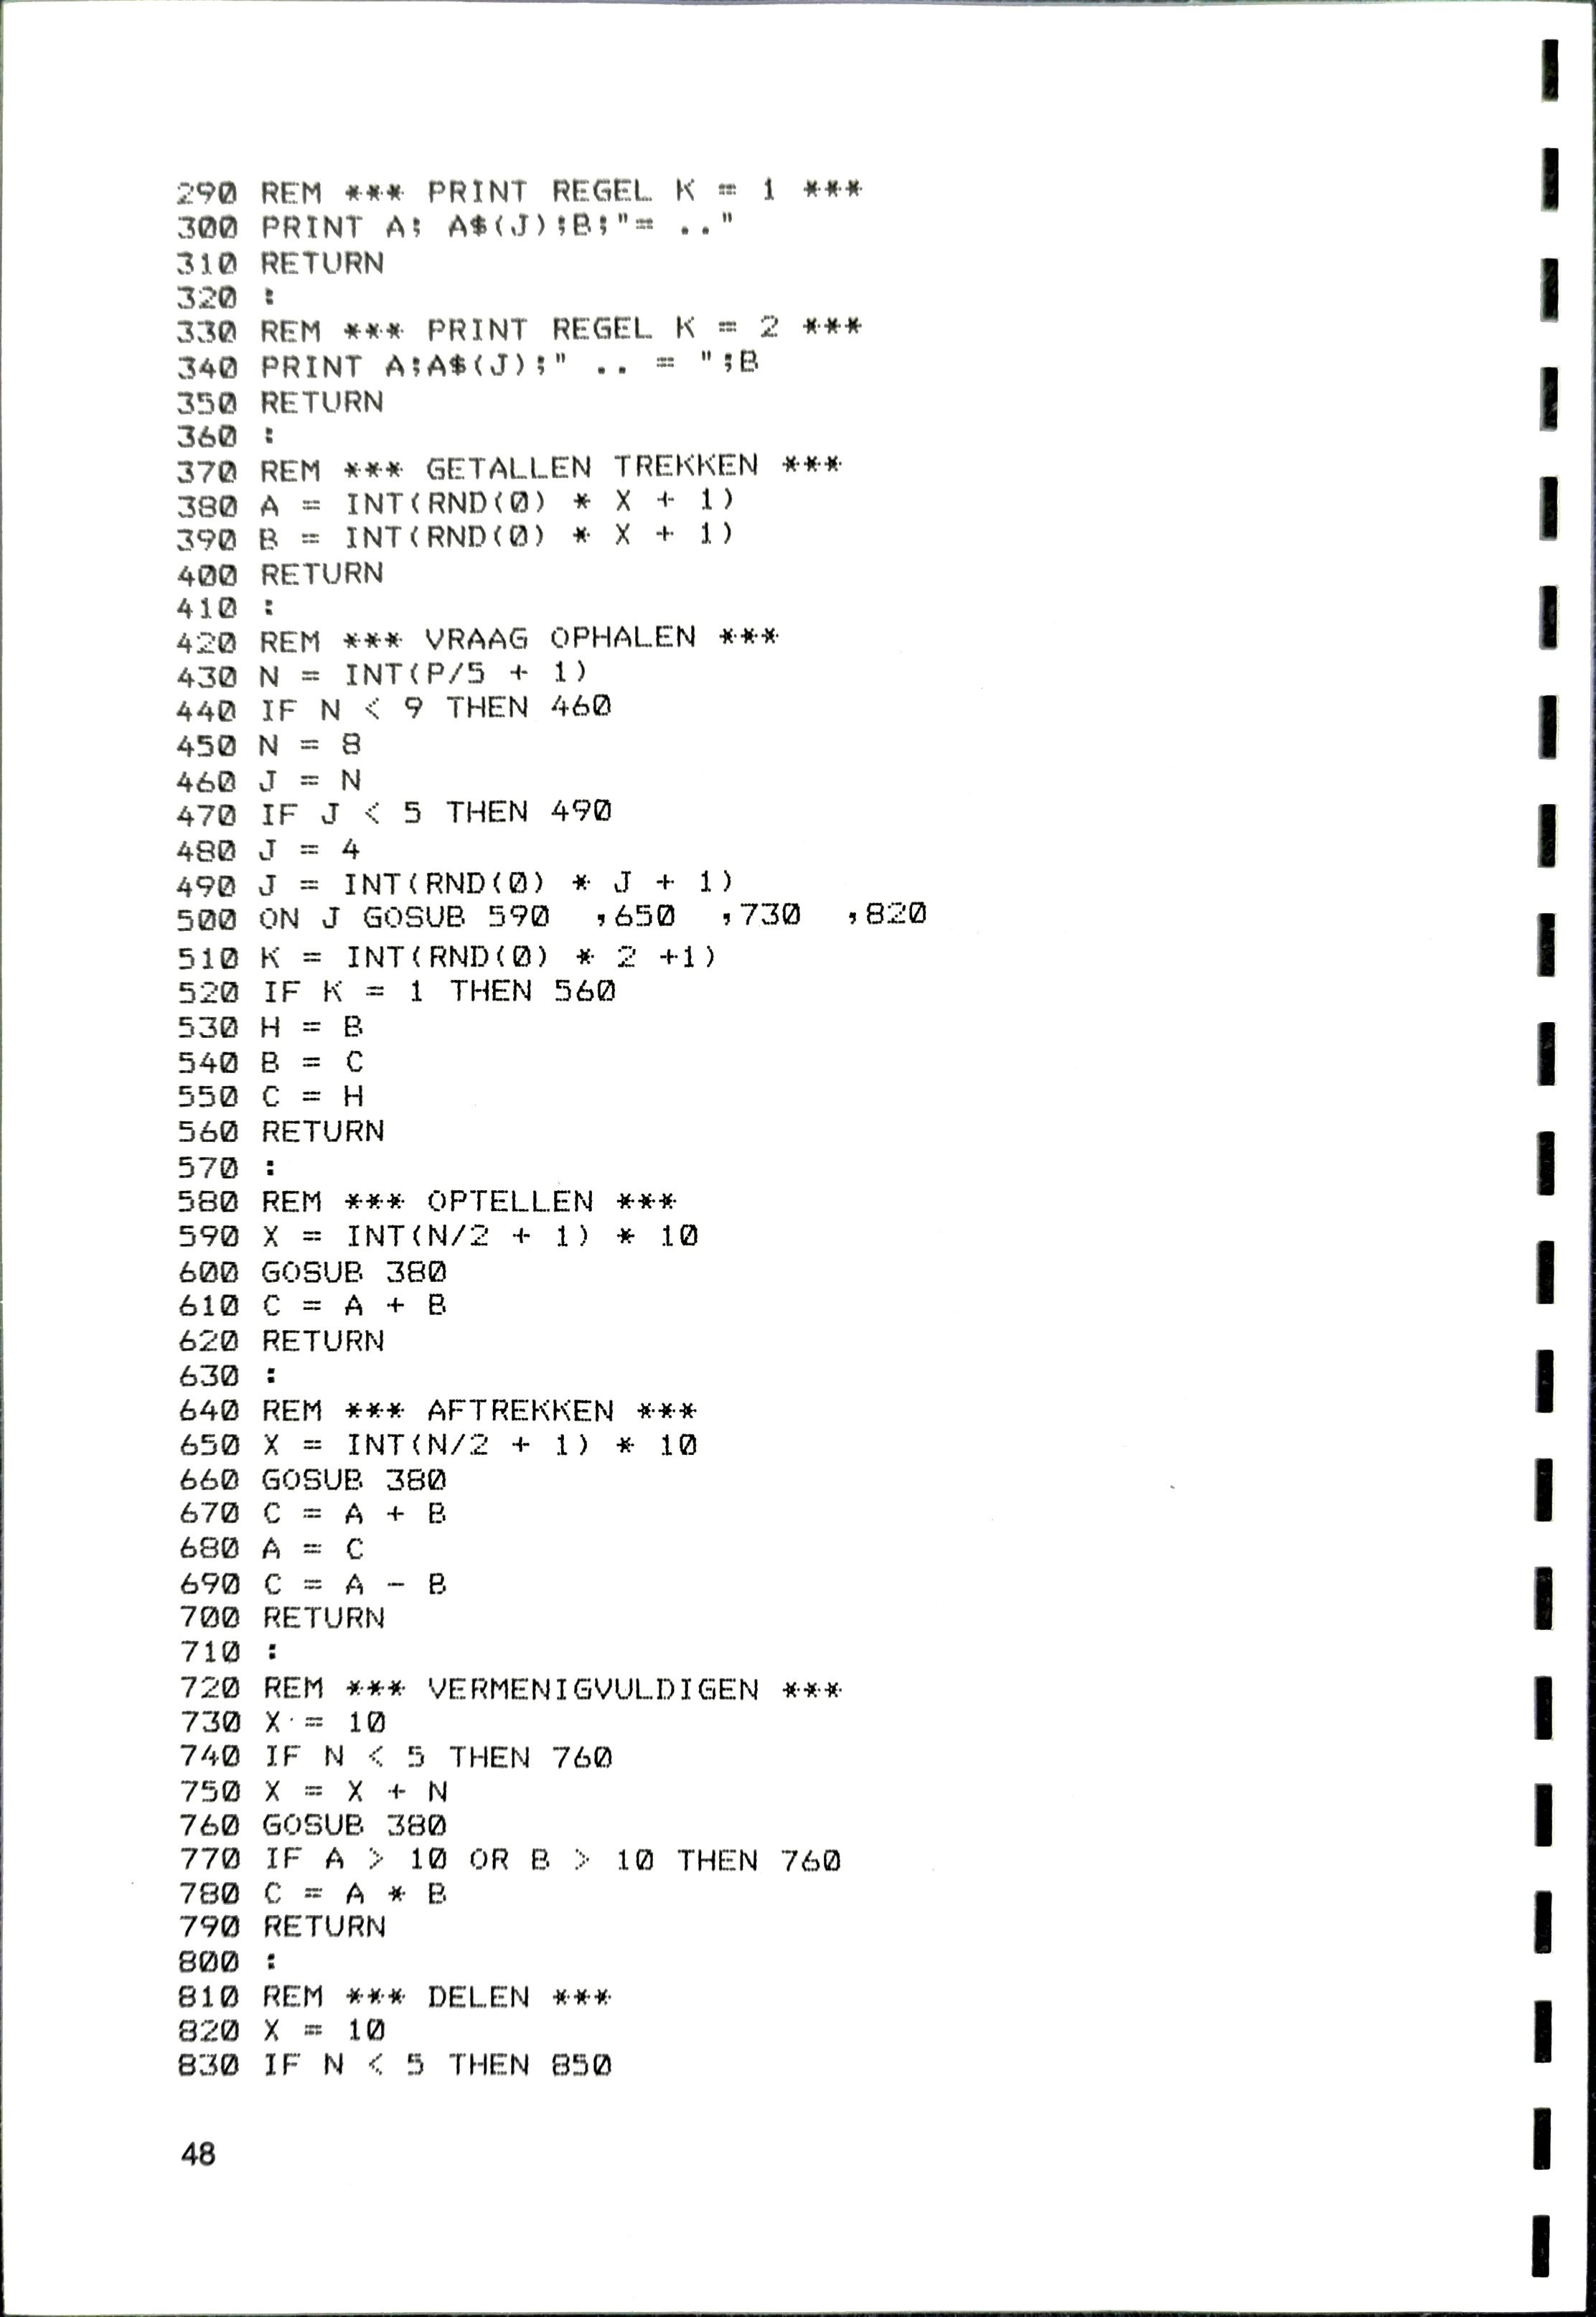 290 REM *** PRINT REGEL K = 1 ***
300 PRINT A; A$(J);B;"= .."
310 RETURN
320 :
330 REM *** PRINT REGEL K = 2 ***
340 PRINT A;A$(J);" .. = ";B
350 RETURN
360 :
370 REM *** GETALLEN TREKKEN ***
380 A = INT(RND(0) * X + 1)
390 B = INT(RND(0) * X + 1)
400 RETURN
410 :
420 REM *** VRAAG OPHALEN ***
430 N = INT(P/5 + 1)
440 IF N < 9 THEN 460
450 N = 8
460 J = N
470 IF J < 5 THEN 490
480 J = 4
490 J = INT(RND(0) * J + 1)
500 ON J GOSUB 590  ,650  ,730  ,820
510 K = INT(RND(0) * 2 +1)
520 IF K = 1 THEN 560
530 H = B
540 B = C
550 C = H
560 RETURN
570 :
580 REM *** OPTELLEN ***
590 X = INT(N/2 + 1) * 10
600 GOSUB 380
610 C = A + B
620 RETURN
630 :
640 REM *** AFTREKKEN ***
650 X = INT(N/2 + 1) * 10
660 GOSUB 380
670 C = A + B
680 A = C
690 C = A - B
700 RETURN
710 :
720 REM *** VERMENIGVULDIGEN ***
730 X = 10
740 IF N < 5 THEN 760
750 X = X + N
760 GOSUB 380
770 IF A > 10 OR B > 10 THEN 760
780 C = A * B
790 RETURN
800 :
810 REM *** DELEN ***
820 X = 10
830 IF N < 5 THEN 850
48